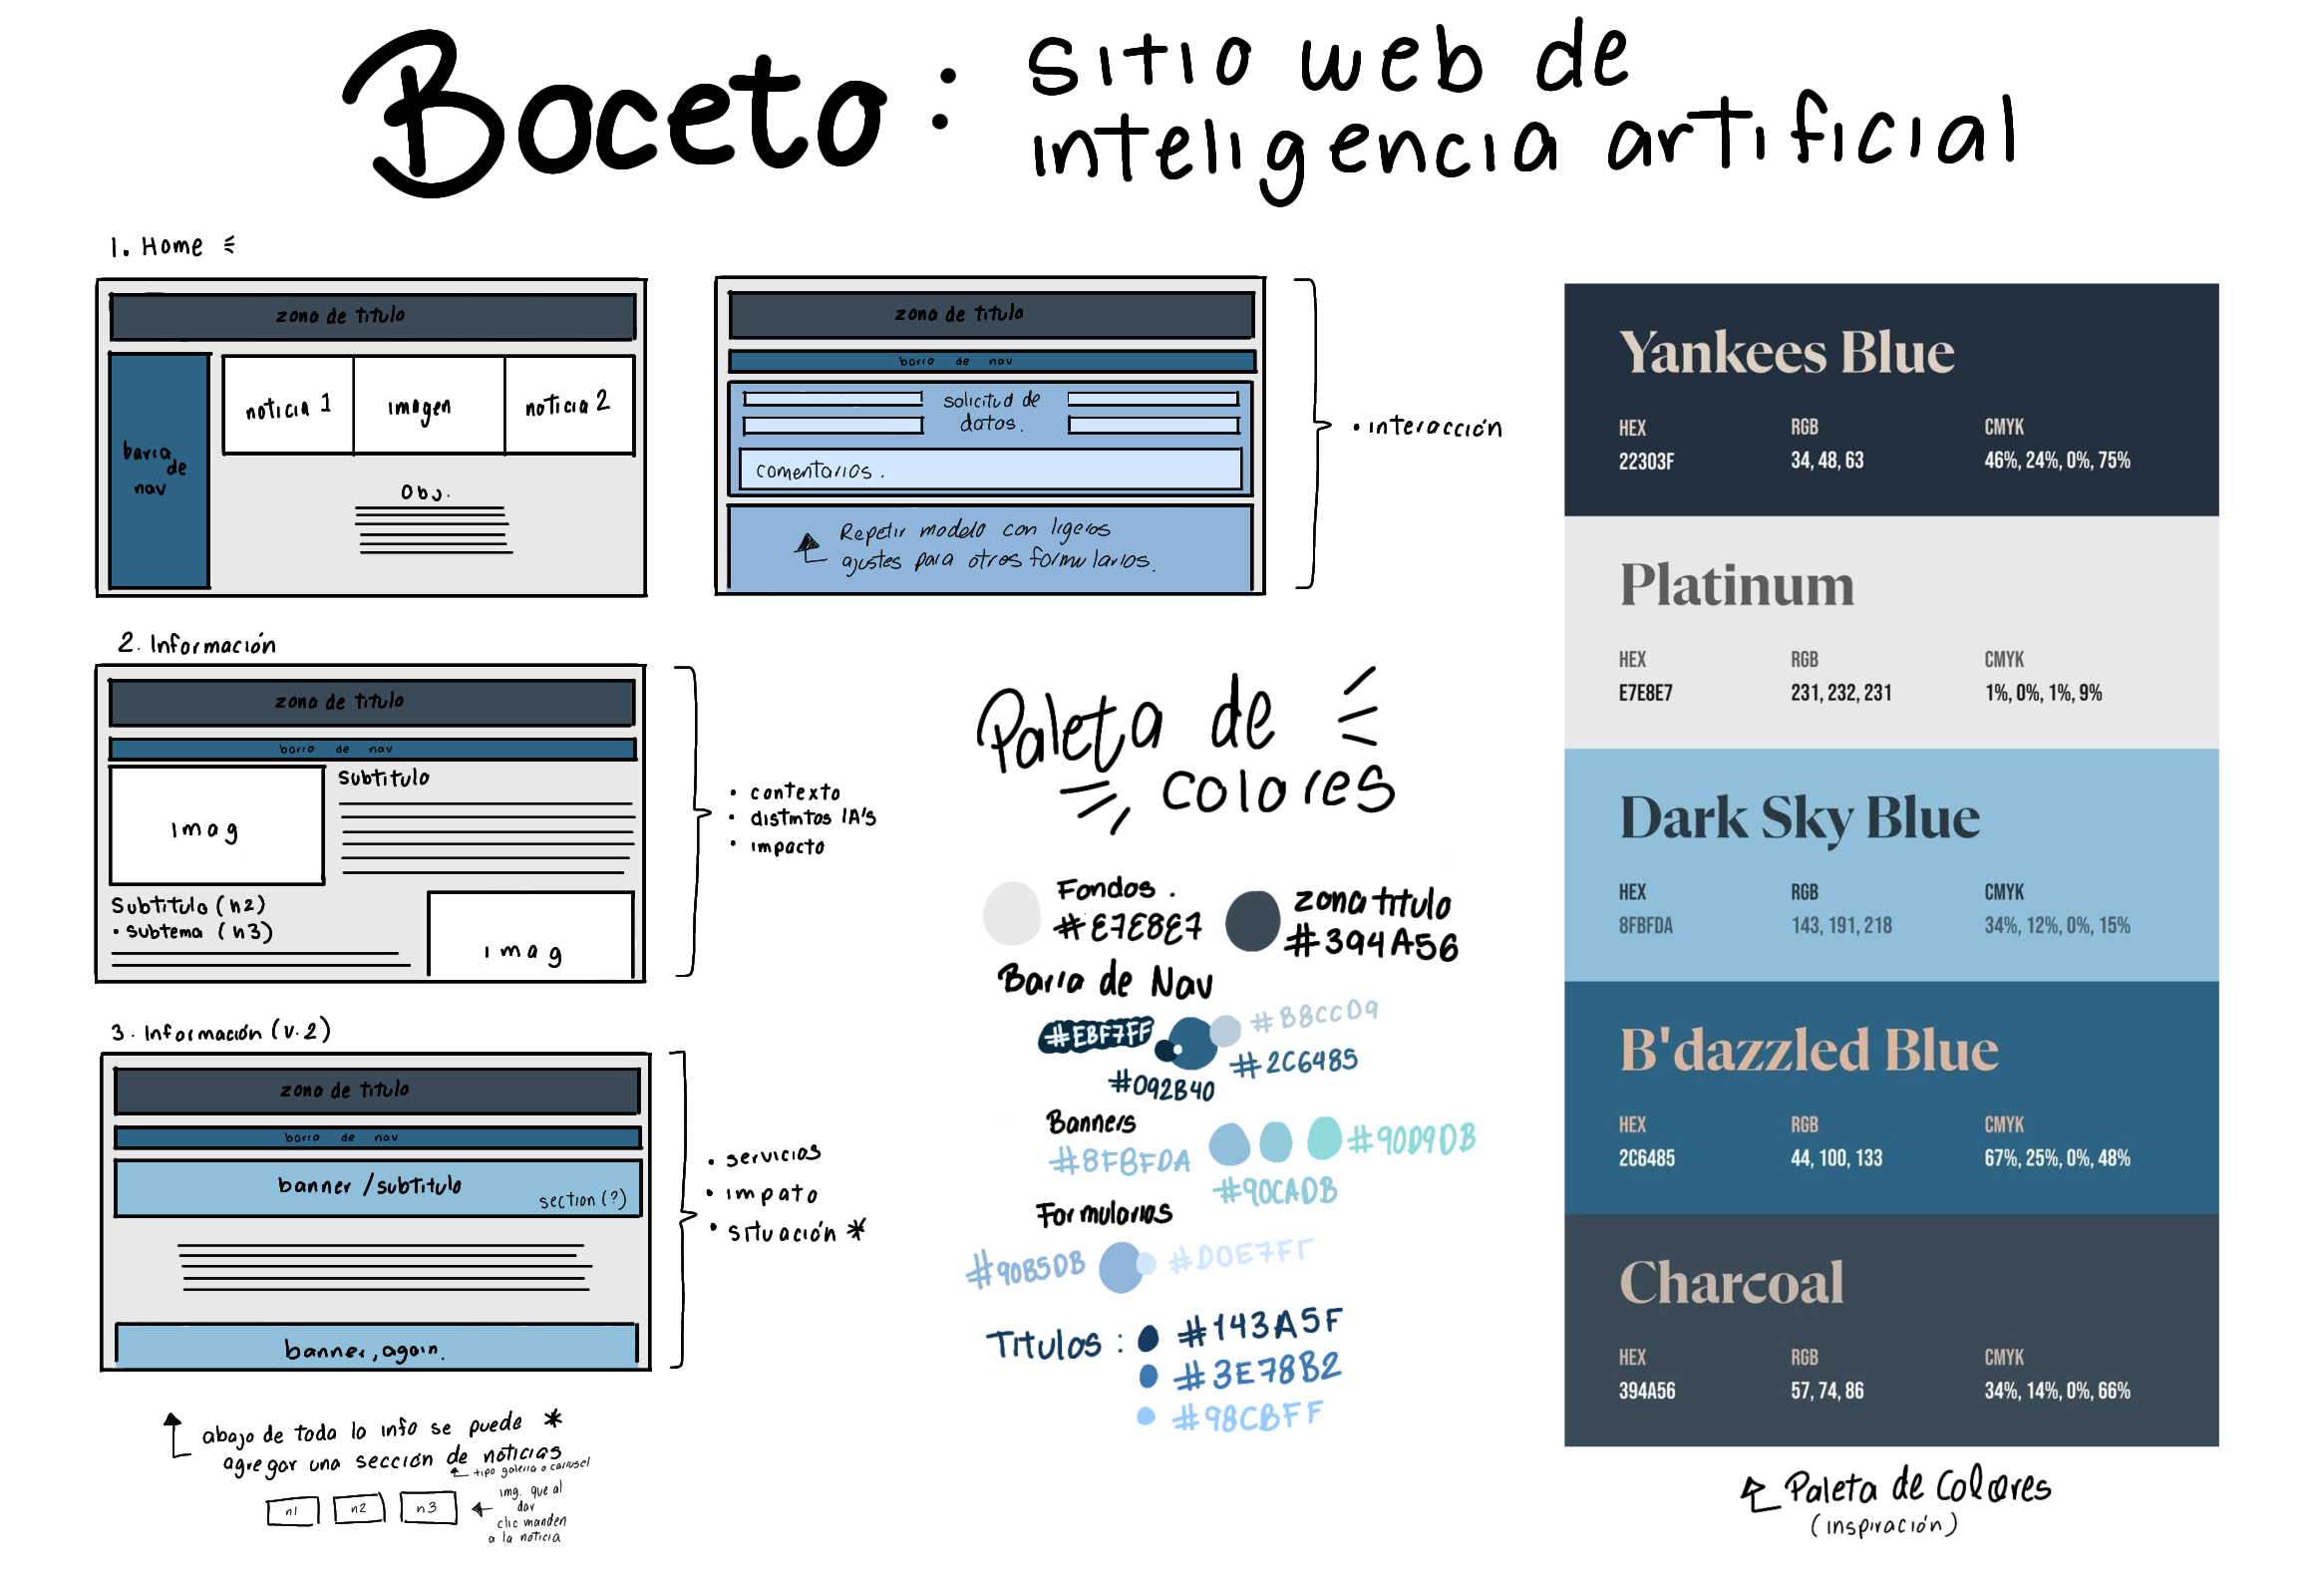 Boceto:
sitio web de
inteligencia artificial
1. Home
zona de titulo
barra
de
nav
noticia 1
imagen
noticia 2
Obj.
zona de titulo
barra de nav
solicitud de
datos.
comentarios.
Repetir modelo con ligeros
ajustes para otros formularios.
• interacción
2. Información
zona de titulo
barra de nav
imag
Subtitulo
Subtitulo (h2)
• subtema (h3)
imag
• contexto
• distintos IA's
• impacto
3. Información (v.2)
zona de titulo
barra de nav
banner / subtitulo
section (?)
banner, again.
• servicios
• impato
• situación *
abajo de toda lo info se puede *
agregar una sección de noticias
tipo galeria o carrusel
n1
n2
n3
img. que al
dar
clic manden
a la noticia
Paleta de
colores
Fondos.
#E7E8E7
zona titulo
#394A56
Barra de Nav
#EBF7FF
#B8CCD9
#2C6485
#092B40
Banners
#8FBFDA
#90D9DB
#90CADB
Formularios
#90B5DB
#D0E7FF
Titulos:
#143A5F
#3E78B2
#98CBFF
Yankees Blue
HEX RGB CMYK
22303F 34, 48, 63 46%, 24%, 0%, 75%
Platinum
HEX RGB CMYK
E7E8E7 231, 232, 231 1%, 0%, 1%, 9%
Dark Sky Blue
HEX RGB CMYK
8FBFDA 143, 191, 218 34%, 12%, 0%, 15%
B'dazzled Blue
HEX RGB CMYK
2C6485 44, 100, 133 67%, 25%, 0%, 48%
Charcoal
HEX RGB CMYK
394A56 57, 74, 86 34%, 14%, 0%, 66%
Paleta de Colores
(inspiración)